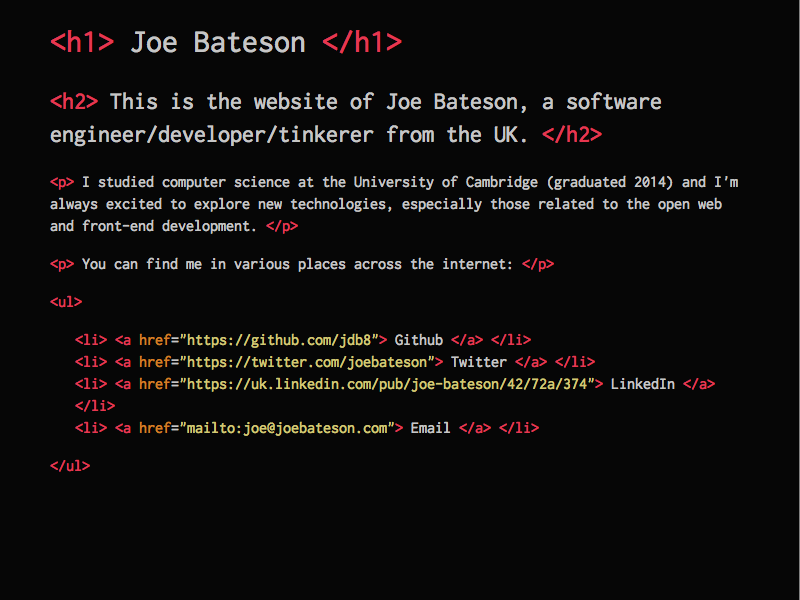 <h1> Joe Bateson </h1>
<h2> This is the website of Joe Bateson, a software
engineer/developer/tinkerer from the UK. </h2>
<p> I studied computer science at the University of Cambridge (graduated 2014) and I'm
always excited to explore new technologies, especially those related to the open web
and front-end development. </p>
<p> You can find me in various places across the internet: </p>
<ul>
<li> <a href="https://github.com/jdb8"> Github </a> </li>
<li> <a href="https://twitter.com/joebateson"> Twitter </a> </li>
<li> <a href="https://uk.linkedin.com/pub/joe-bateson/42/72a/374"> LinkedIn </a>
</li>
<li> <a href="mailto:joe@joebateson.com"> Email </a> </li>
</ul>